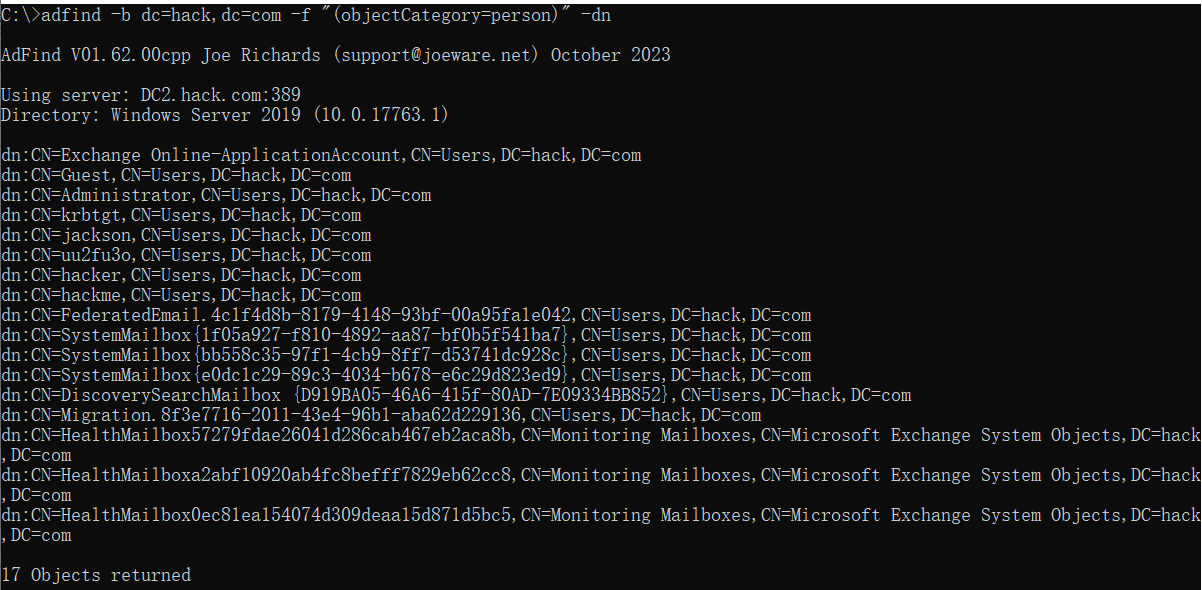 C:\>adfind -b dc=hack,dc=com -f "(objectCategory=person)" -dn
AdFind V01.62.00cpp Joe Richards (support@joeware.net) October 2023
Using server: DC2.hack.com:389
Directory: Windows Server 2019 (10.0.17763.1)
dn:CN=Exchange Online-ApplicationAccount,CN=Users,DC=hack,DC=com
dn:CN=Guest,CN=Users,DC=hack,DC=com
dn:CN=Administrator,CN=Users,DC=hack,DC=com
dn:CN=krbtgt,CN=Users,DC=hack,DC=com
dn:CN=jackson,CN=Users,DC=hack,DC=com
dn:CN=uu2fu3o,CN=Users,DC=hack,DC=com
dn:CN=hacker,CN=Users,DC=hack,DC=com
dn:CN=hackme,CN=Users,DC=hack,DC=com
dn:CN=FederatedEmail.4c1f4d8b-8179-4148-93bf-00a95fa1e042,CN=Users,DC=hack,DC=com
dn:CN=SystemMailbox{1f05a927-f810-4892-aa87-bf0b5f541ba7},CN=Users,DC=hack,DC=com
dn:CN=SystemMailbox{bb558c35-97f1-4cb9-8ff7-d53741dc928c},CN=Users,DC=hack,DC=com
dn:CN=SystemMailbox{e0dc1c29-89c3-4034-b678-e6c29d823ed9},CN=Users,DC=hack,DC=com
dn:CN=DiscoverySearchMailbox {D919BA05-46A6-415f-80AD-7E09334BB852},CN=Users,DC=hack,DC=com
dn:CN=Migration.8f3e7716-2011-43e4-96b1-aba62d229136,CN=Users,DC=hack,DC=com
dn:CN=HealthMailbox57279fdae26041d286cab467eb2aca8b,CN=Monitoring Mailboxes,CN=Microsoft Exchange System Objects,DC=hack
,DC=com
dn:CN=HealthMailboxa2abf10920ab4fc8befff7829eb62cc8,CN=Monitoring Mailboxes,CN=Microsoft Exchange System Objects,DC=hack
,DC=com
dn:CN=HealthMailbox0ec81ea154074d309deaa15d871d5bc5,CN=Monitoring Mailboxes,CN=Microsoft Exchange System Objects,DC=hack
,DC=com
17 Objects returned